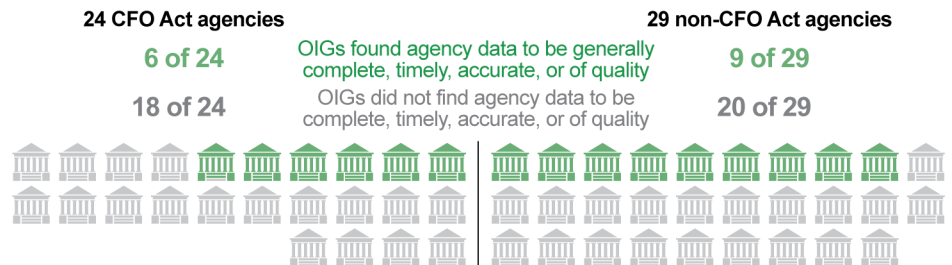 24 CFO Act agencies
29 non-CFO Act agencies
6 of 24
OIGs found agency data to be generally
complete, timely, accurate, or of quality
9 of 29
18 of 24
OIGs did not find agency data to be
complete, timely, accurate, or of quality
20 of 29